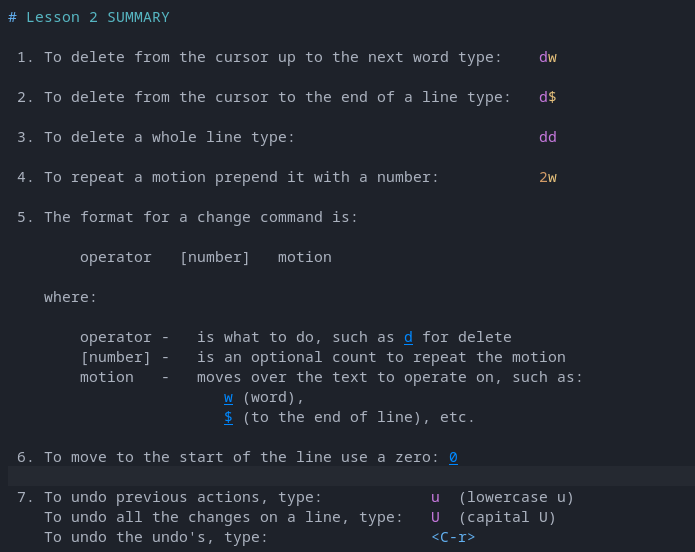 # Lesson 2 SUMMARY
1. To delete from the cursor up to the next word type:    dw
2. To delete from the cursor to the end of a line type:   d$
3. To delete a whole line type:                           dd
4. To repeat a motion prepend it with a number:           2w
5. The format for a change command is:
operator   [number]   motion
where:
operator -   is what to do, such as d for delete
[number] -   is an optional count to repeat the motion
motion   -   moves over the text to operate on, such as:
w (word),
$ (to the end of line), etc.
6. To move to the start of the line use a zero: 0
7. To undo previous actions, type:            u  (lowercase u)
To undo all the changes on a line, type:   U  (capital U)
To undo the undo's, type:                  <C-r>